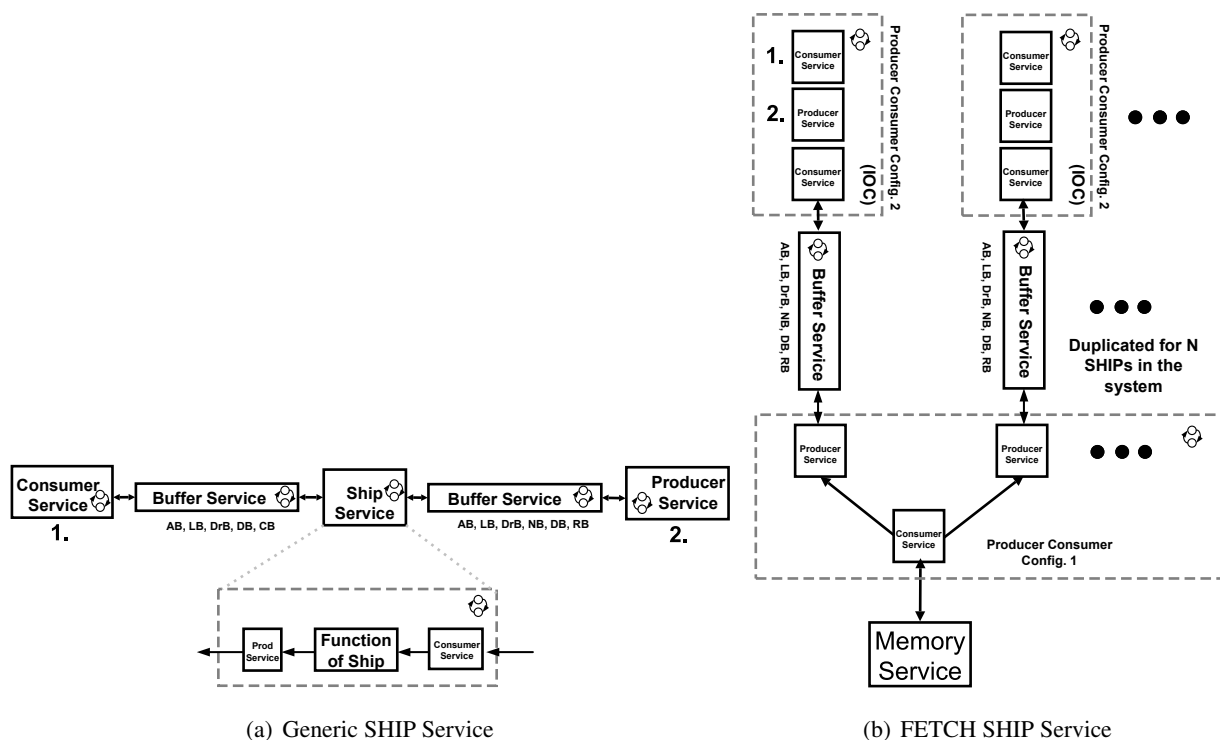 Consumer
Service
1.
Buffer Service
AB, LB, DrB, DB, CB
Ship
Service
Buffer Service
AB, LB, DrB, NB, DB, RB
Producer
Service
2.
Prod
Service
Function
of Ship
Consumer
Service
(a) Generic SHIP Service
1.
Consumer
Service
2.
Producer
Service
Consumer
Service
(IOC)
Producer Consumer Config. 2
Consumer
Service
Producer
Service
Consumer
Service
(IOC)
Producer Consumer Config. 2
AB, LB, DrB, NB, DB, RB
Buffer Service
AB, LB, DrB, NB, DB, RB
Buffer Service
Duplicated for N
SHIPs in the
system
Producer
Service
Producer
Service
Consumer
Service
Producer Consumer
Config. 1
Memory
Service
(b) FETCH SHIP Service